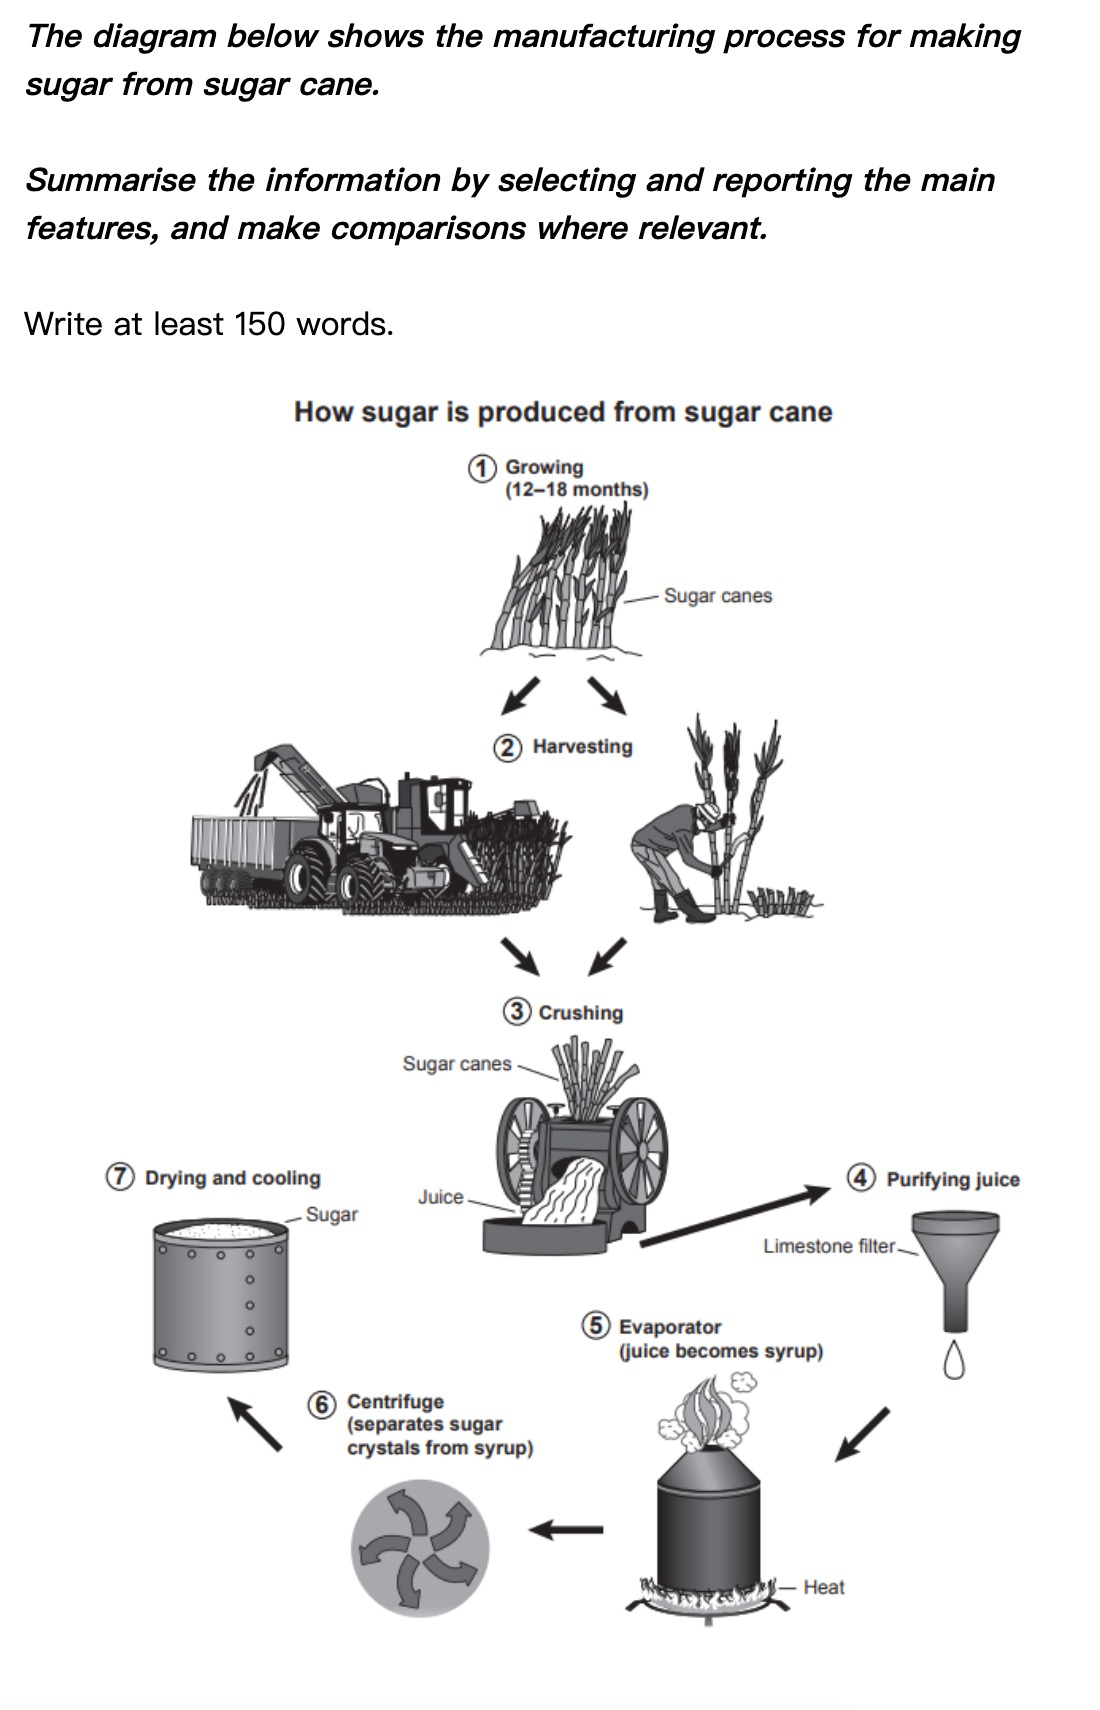 The diagram below shows the manufacturing process for making
sugar from sugar cane.
Summarise the information by selecting and reporting the main
features, and make comparisons where relevant.
Write at least 150 words.
How sugar is produced from sugar cane
① Growing
(12–18 months)
Sugar canes
② Harvesting
③ Crushing
Sugar canes
Juice
④ Purifying juice
Limestone filter
⑤ Evaporator
(juice becomes syrup)
Heat
⑥ Centrifuge
(separates sugar
crystals from syrup)
⑦ Drying and cooling
Sugar